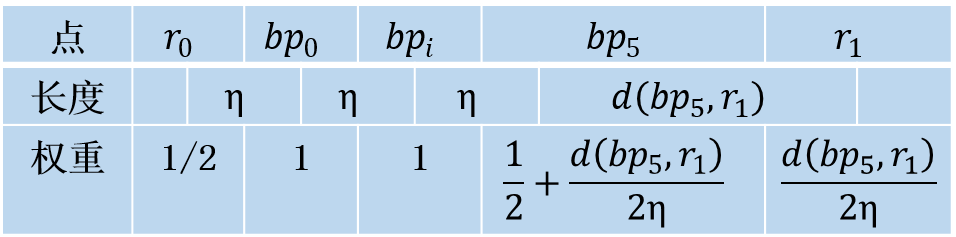 点 r₀ bp₀ bpᵢ bp₅ r₁
长度 η η η d(bp₅, r₁)
权重 1/2 1 1 1/2 + d(bp₅, r₁)/2η d(bp₅, r₁)/2η